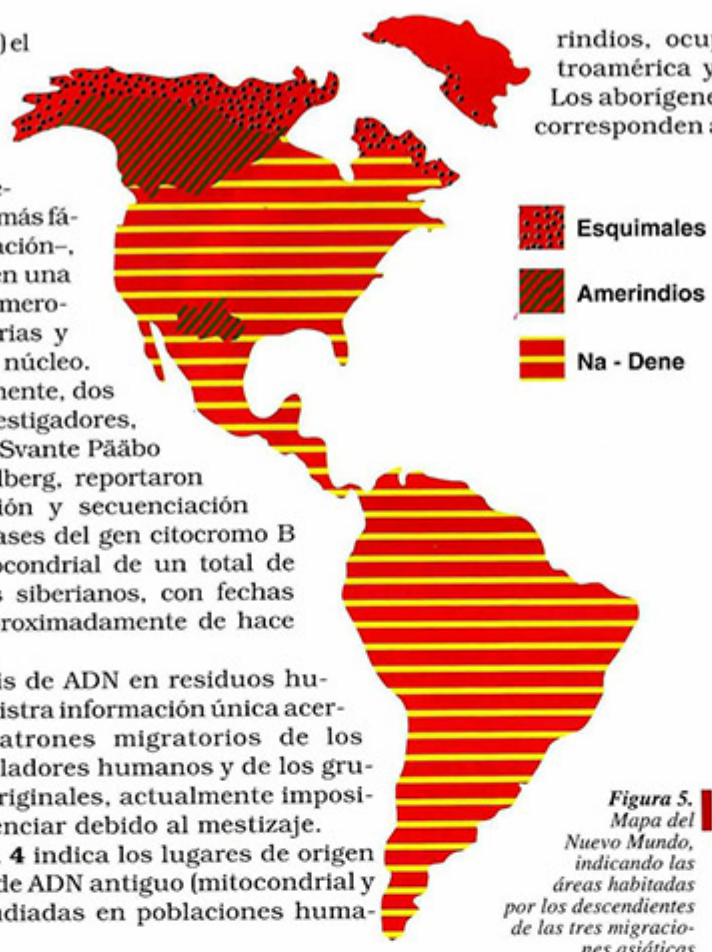 ) el
más fá-
ación–,
en una
mero-
rias y
núcleo.
mente, dos
estigadores,
Svante Pääbo
lberg, reportaron
ión y secuenciación
ases del gen citocromo B
ocondrial de un total de
s siberianos, con fechas
roximadamente de hace
is de ADN en residuos hu-
istra información única acer-
atrones migratorios de los
ladores humanos y de los gru-
riginales, actualmente imposi-
enciar debido al mestizaje.
4 indica los lugares de origen
de ADN antiguo (mitocondrial y
udiadas en poblaciones huma-
rindios, ocu
troamérica y
Los aborígene
corresponden a
Esquimales
Amerindios
Na - Dene
Figura 5.
Mapa del
Nuevo Mundo,
indicando las
áreas habitadas
por los descendientes
de las tres migracio-
nes asiáticas